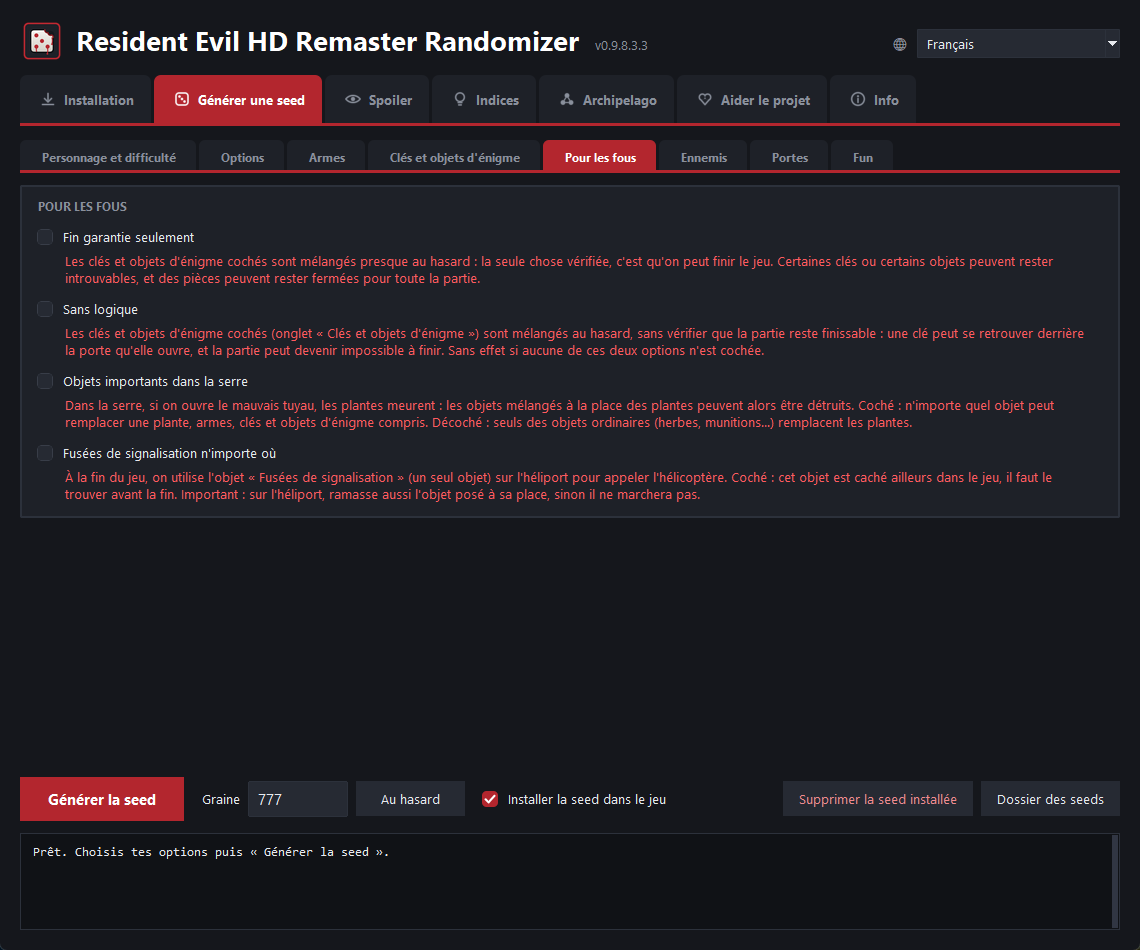 Resident Evil HD Remaster Randomizer v0.9.8.3.3
Français
Installation
Générer une seed
Spoiler
Indices
Archipelago
Aider le projet
Info
Personnage et difficulté
Options
Armes
Clés et objets d'énigme
Pour les fous
Ennemis
Portes
Fun
POUR LES FOUS
Fin garantie seulement
Les clés et objets d'énigme cochés sont mélangés presque au hasard : la seule chose vérifiée, c'est qu'on peut finir le jeu. Certaines clés ou certains objets peuvent rester
introuvables, et des pièces peuvent rester fermées pour toute la partie.
Sans logique
Les clés et objets d'énigme cochés (onglet « Clés et objets d'énigme ») sont mélangés au hasard, sans vérifier que la partie reste finissable : une clé peut se retrouver derrière
la porte qu'elle ouvre, et la partie peut devenir impossible à finir. Sans effet si aucune de ces deux options n'est cochée.
Objets importants dans la serre
Dans la serre, si on ouvre le mauvais tuyau, les plantes meurent : les objets mélangés à la place des plantes peuvent alors être détruits. Coché : n'importe quel objet peut
remplacer une plante, armes, clés et objets d'énigme compris. Décoché : seuls des objets ordinaires (herbes, munitions...) remplacent les plantes.
Fusées de signalisation n'importe où
À la fin du jeu, on utilise l'objet « Fusées de signalisation » (un seul objet) sur l'héliport pour appeler l'hélicoptère. Coché : cet objet est caché ailleurs dans le jeu, il faut le
trouver avant la fin. Important : sur l'héliport, ramasse aussi l'objet posé à sa place, sinon il ne marchera pas.
Générer la seed
Graine
777
Au hasard
Installer la seed dans le jeu
Supprimer la seed installée
Dossier des seeds
Prêt. Choisis tes options puis « Générer la seed ».